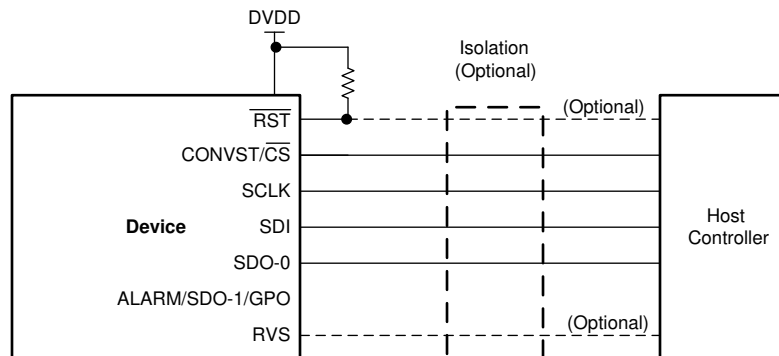 DVDD
Isolation
(Optional)
RST
(Optional)
CONVST/CS
SCLK
Device
SDI
Host
Controller
SDO-0
ALARM/SDO-1/GPO
RVS
(Optional)